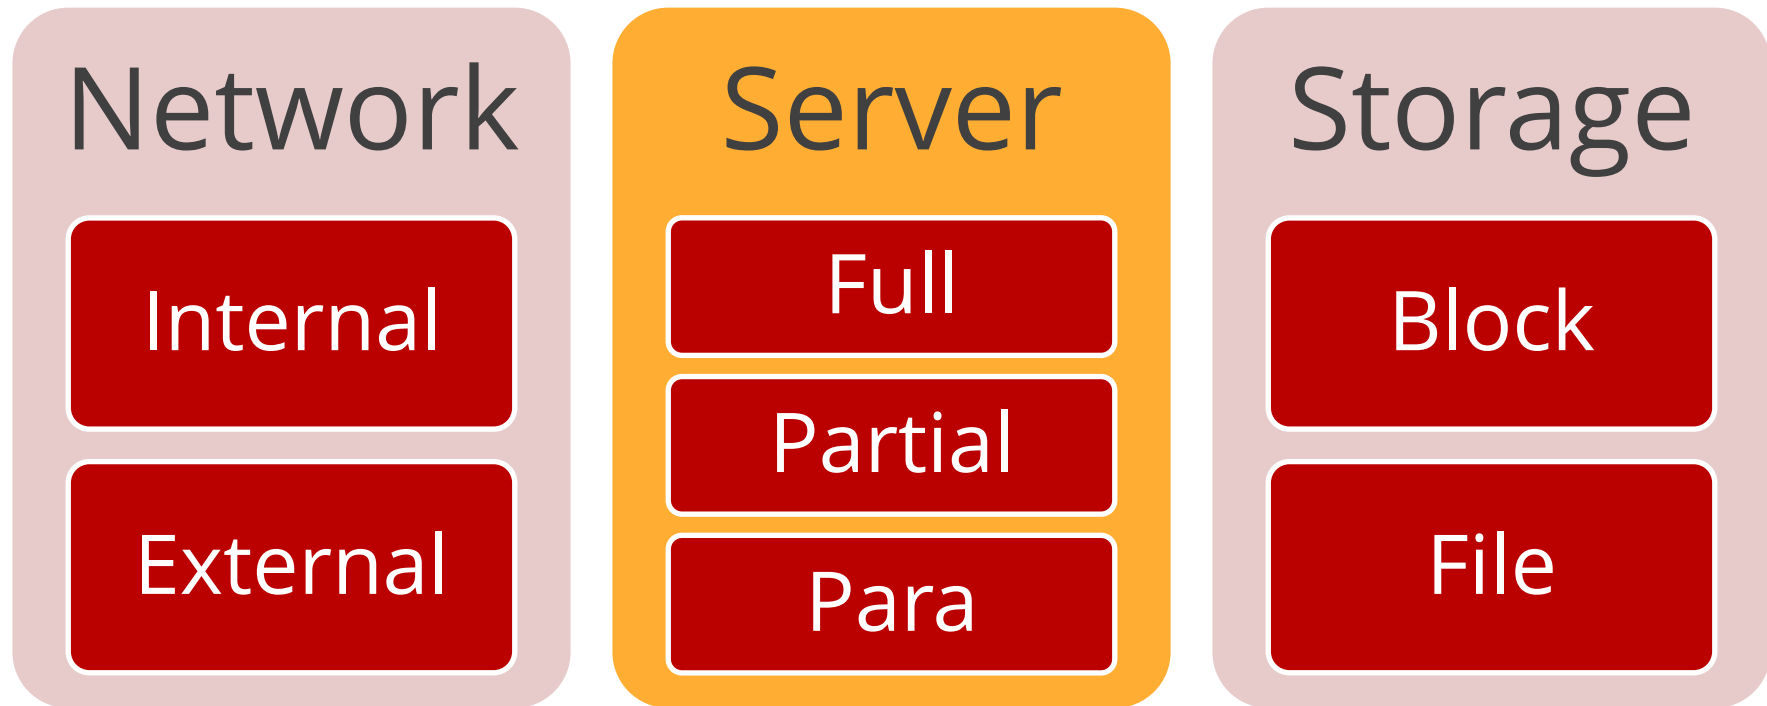 Network
Internal
External
Server
Full
Partial
Para
Storage
Block
File